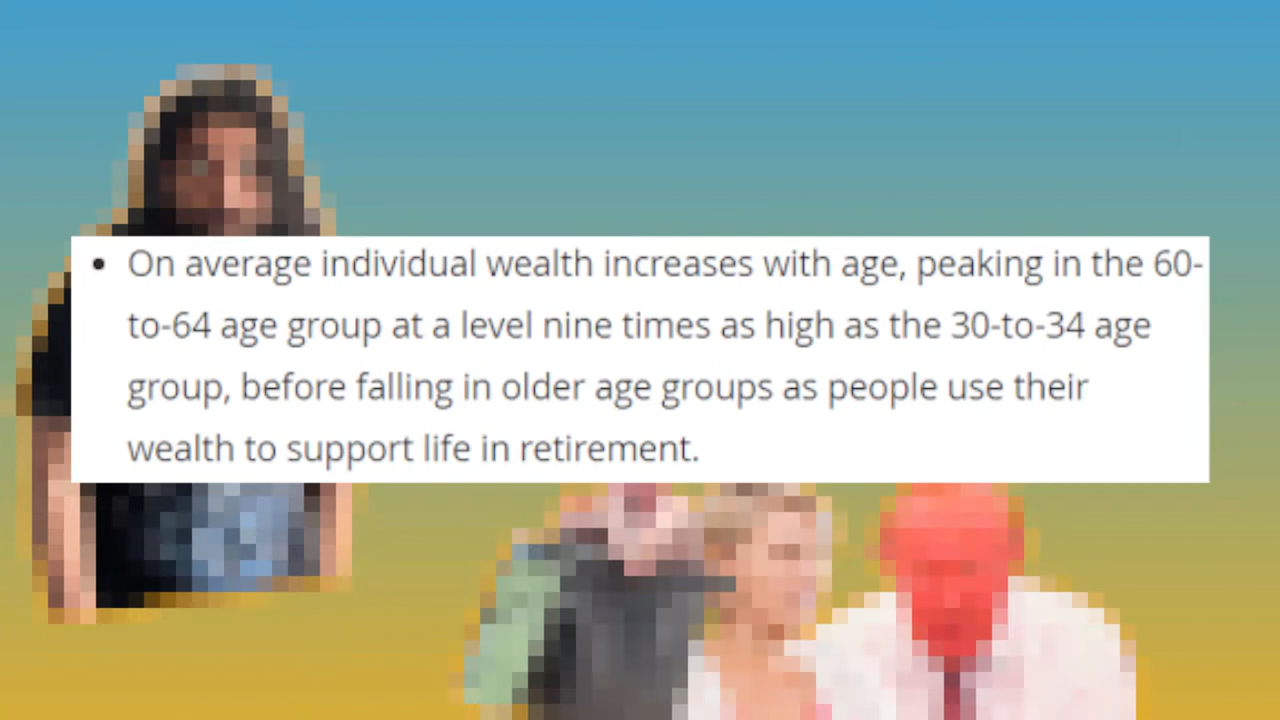 • On average individual wealth increases with age, peaking in the 60-
to-64 age group at a level nine times as high as the 30-to-34 age
group, before falling in older age groups as people use their
wealth to support life in retirement.